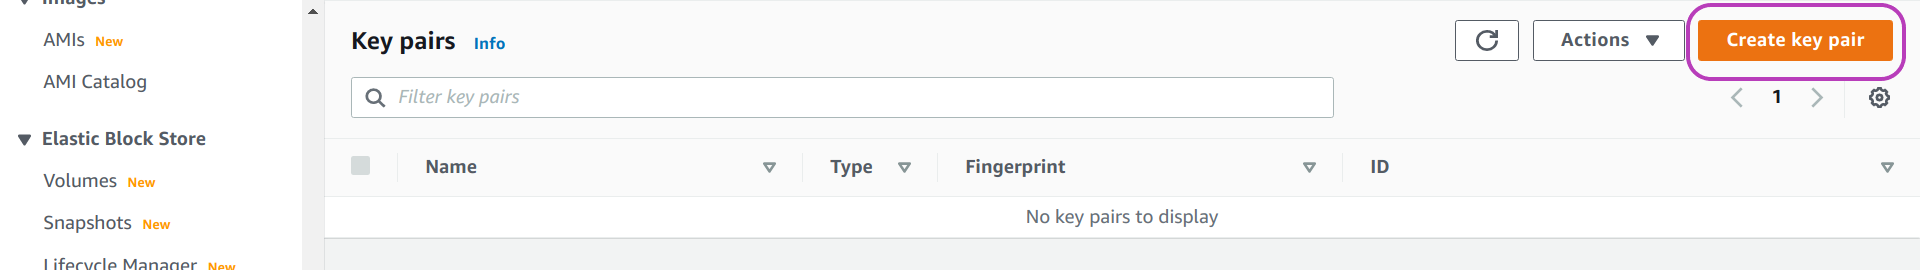 Images
AMIs New
AMI Catalog
Elastic Block Store
Volumes New
Snapshots New
Lifecycle Manager New
Key pairs Info
Actions
Create key pair
Filter key pairs
1
Name Type Fingerprint ID
No key pairs to display